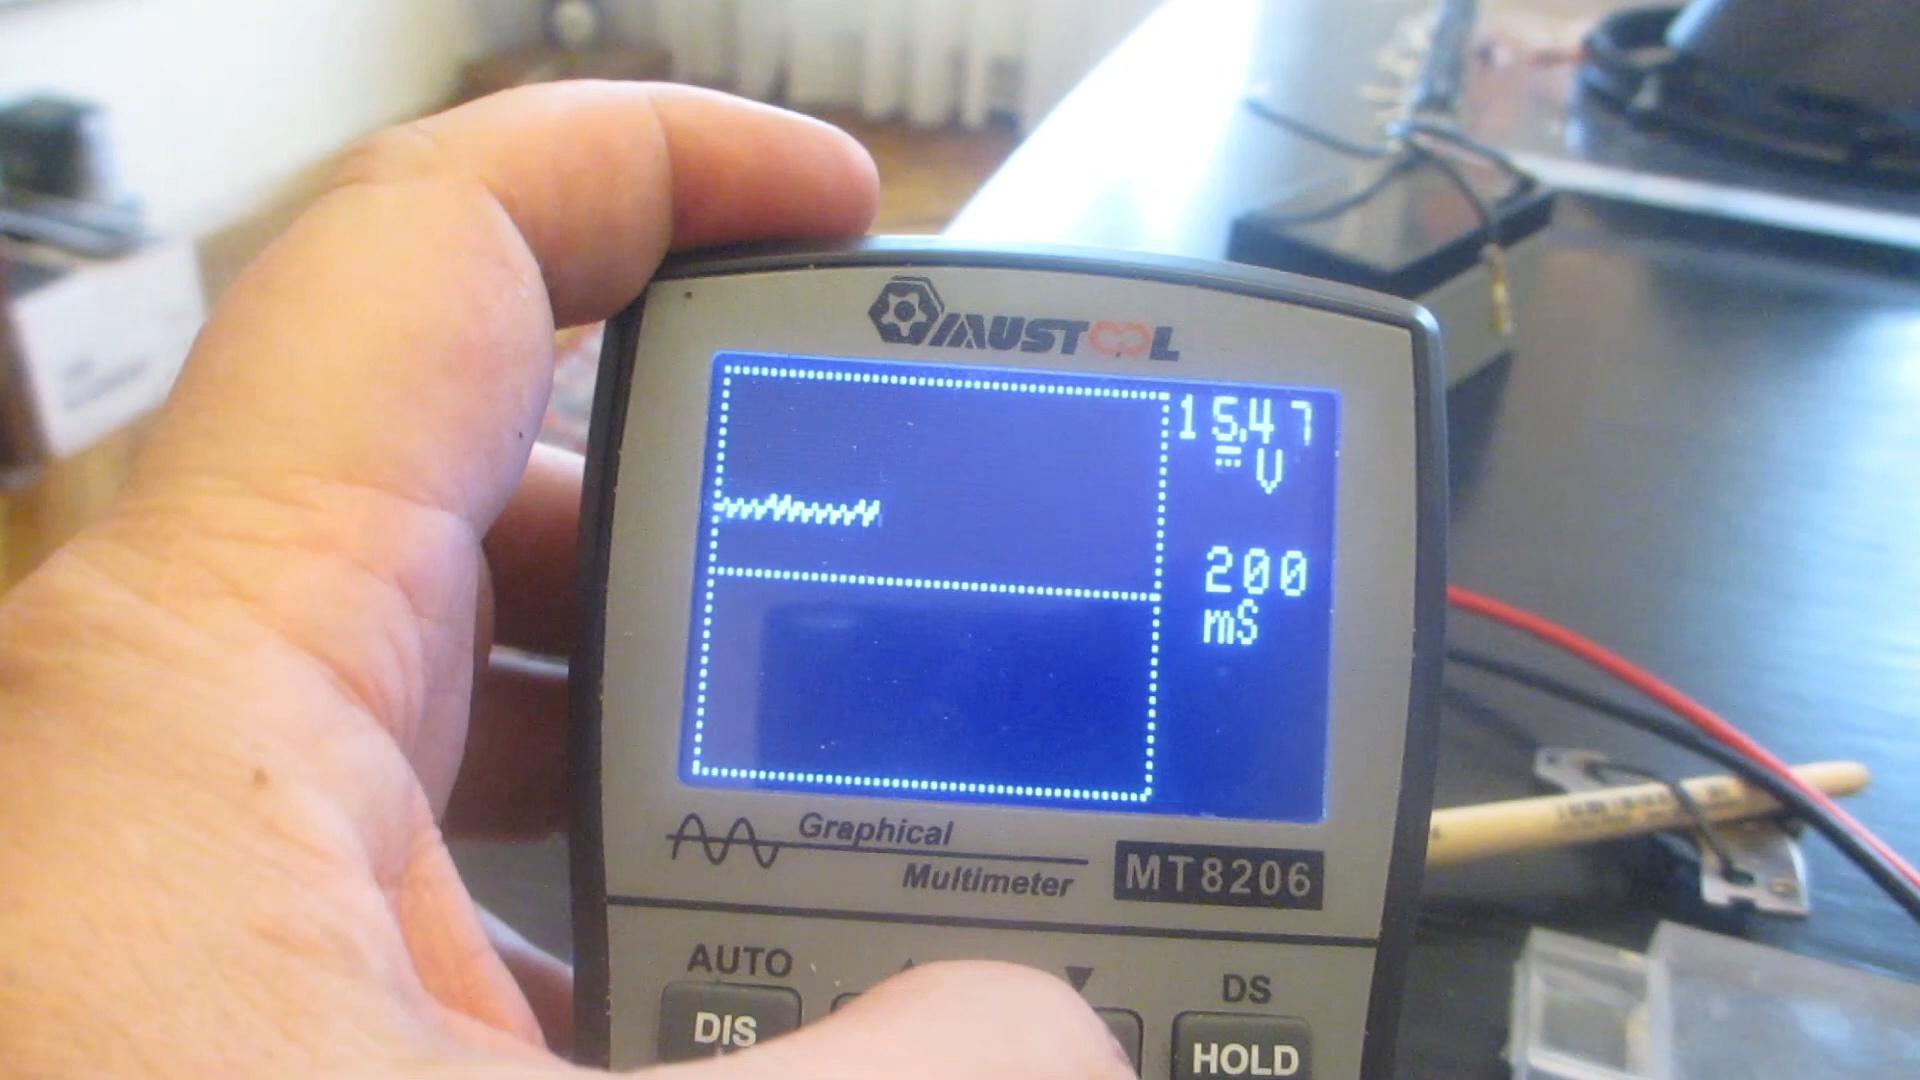 MUSTOOL
15.47
V
200
mS
Graphical
Multimeter
MT8206
AUTO
DS
DIS
HOLD